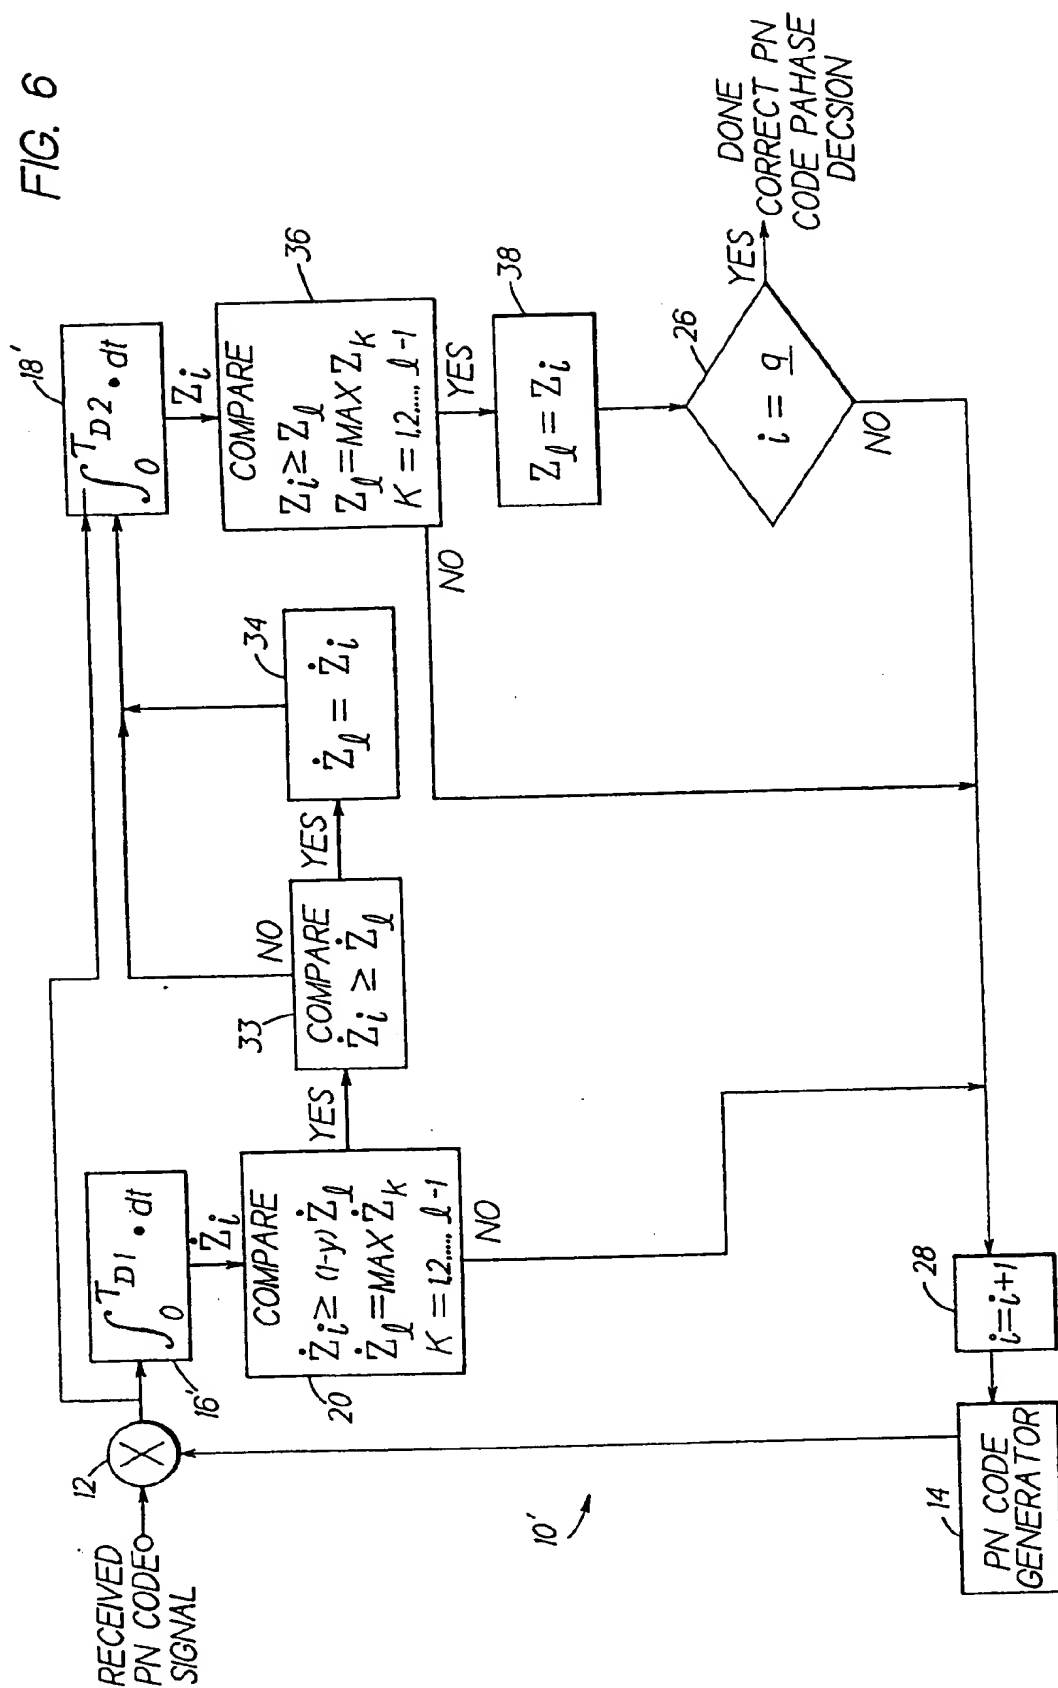 FIG. 6
RECEIVED
PN CODE
SIGNAL
12
16'
∫₀^T_D1 • dt
Żi
COMPARE
Żi ≥ (1-y) Żℓ
Żℓ = MAX Żk
K = 1,2,...., ℓ-1
20
YES
NO
33
COMPARE
Żi ≥ Żℓ
NO
YES
34
Żℓ = Żi
18'
∫₀^T_D2 • dt
Zi
COMPARE
Zi ≥ Zℓ
Zℓ = MAX Zk
K = 1,2,...., ℓ-1
36
NO
YES
38
Zℓ = Zi
26
i = q
YES
NO
DONE
CORRECT PN
CODE PAHASE
DECSION
10'
28
i=i+1
14
PN CODE
GENERATOR